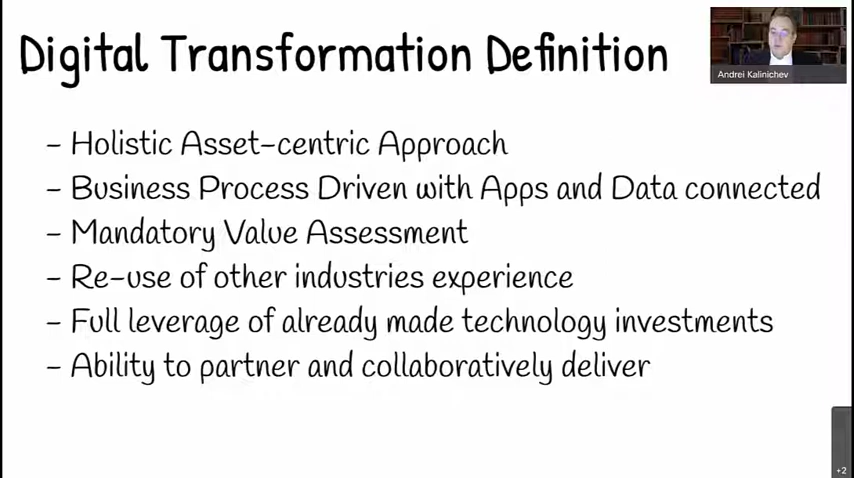 Digital Transformation Definition
Andrei Kalinichev
- Holistic Asset-centric Approach
- Business Process Driven with Apps and Data connected
- Mandatory Value Assessment
- Re-use of other industries experience
- Full leverage of already made technology investments
- Ability to partner and collaboratively deliver
+2